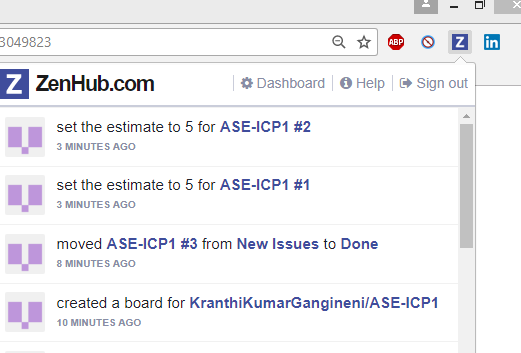 3049823
ABP
Z
in
Z ZenHub.com
Dashboard
Help
Sign out
set the estimate to 5 for ASE-ICP1 #2
3 MINUTES AGO
set the estimate to 5 for ASE-ICP1 #1
3 MINUTES AGO
moved ASE-ICP1 #3 from New Issues to Done
8 MINUTES AGO
created a board for KranthiKumarGangineni/ASE-ICP1
10 MINUTES AGO